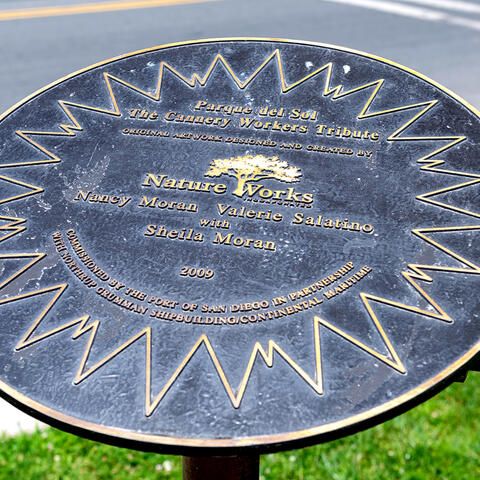 Parque del Sol
The Cannery Workers Tribute
ORIGINAL ARTWORK DESIGNED AND CREATED BY
Nature Works
INCORPORATED
Nancy Moran Valerie Salatino
with
Sheila Moran
2009
COMMISSIONED BY THE PORT OF SAN DIEGO IN PARTNERSHIP
WITH NORTHROP GRUMMAN SHIPBUILDING/CONTINENTAL MARITIME